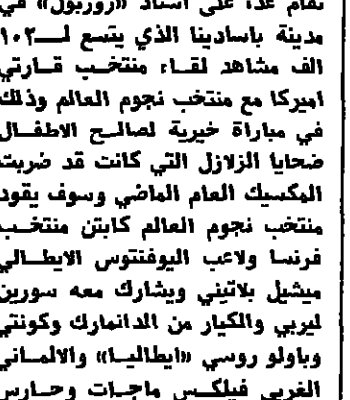 تقام غدا على استاد «روزبول» في
مدينة باسادينا الذي يتسع لـ١٠٢
الف مشاهد لقاء منتخب قارتي
اميركا مع منتخب نجوم العالم وذلك
في مباراة خيرية لصالح الاطفال
ضحايا الزلازل التي كانت قد ضربت
المكسيك العام الماضي وسوف يقود
منتخب نجوم العالم كابتن منتخب
فرنسا ولاعب اليوفنتوس الايطالي
ميشيل بلاتيني ويشارك معه سورين
ليربي والكيار من الدانمارك وكونتي
وباولو روسي «ايطاليا» والالماني
الغربي فيلكس ماجات وحارس